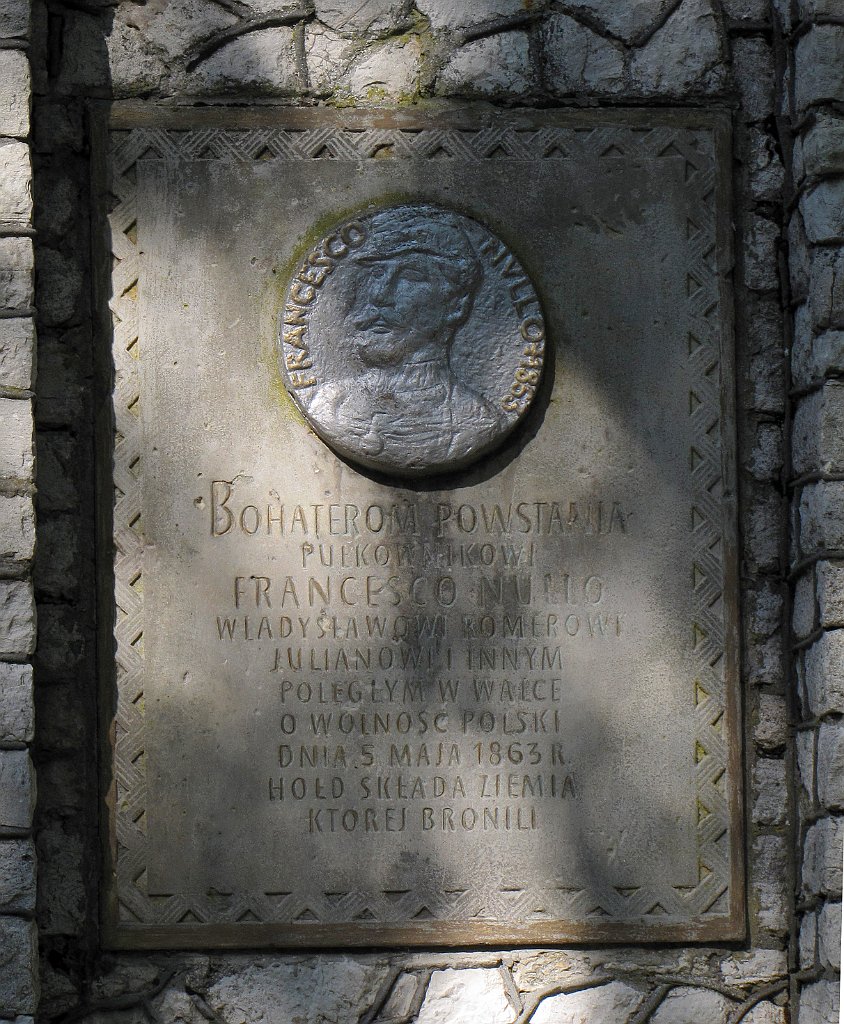 FRANCESCO NULLO 1863
BOHATEROM POWSTANIA
PUŁKOWNIKOWI
FRANCESCO NULLO
WŁADYSŁAWOWI ROMEROWI
JULIANOWI I INNYM
POLEGŁYM W WALCE
O WOLNOŚĆ POLSKI
DNIA 5 MAJA 1863 R.
HOŁD SKŁADA ZIEMIA
KTÓREJ BRONILI